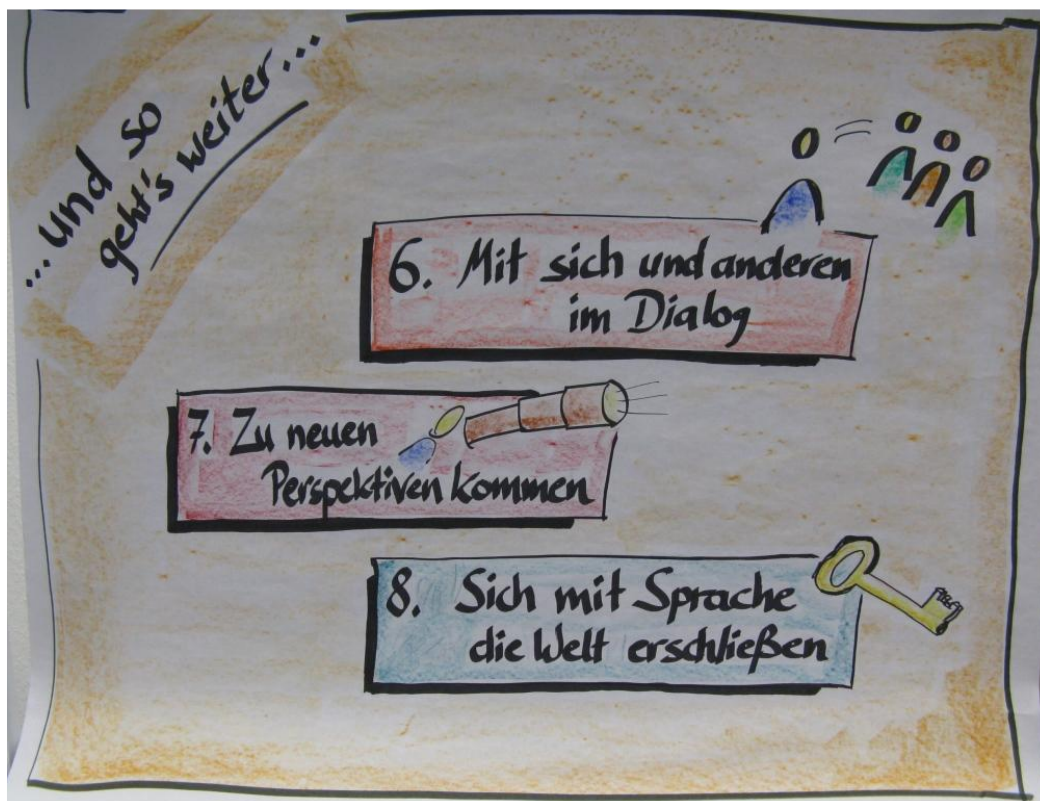 ... und so
geht's weiter...
6. Mit sich und anderen
im Dialog
7. Zu neuen
Perspektiven kommen
8. Sich mit Sprache
die Welt erschließen